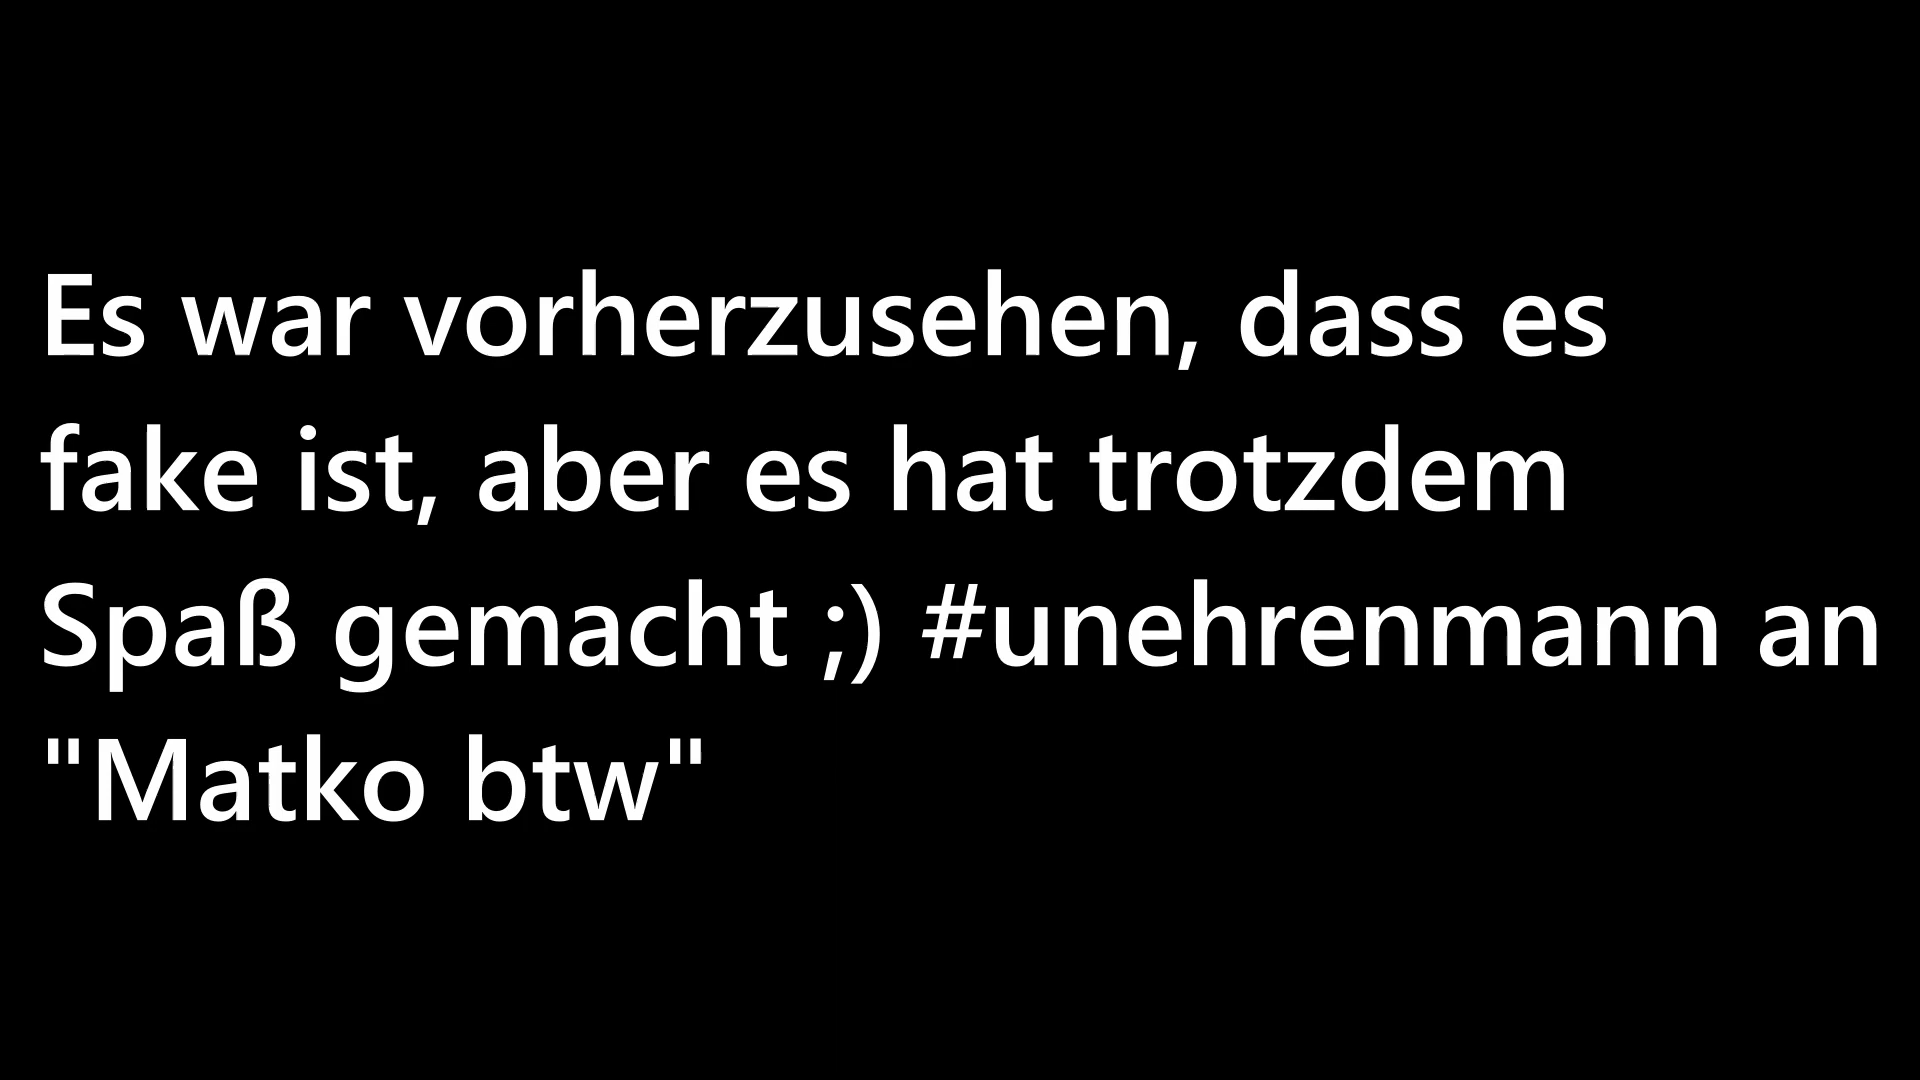 Es war vorherzusehen, dass es
fake ist, aber es hat trotzdem
Spaß gemacht ;) #unehrenmann an
"Matko btw"